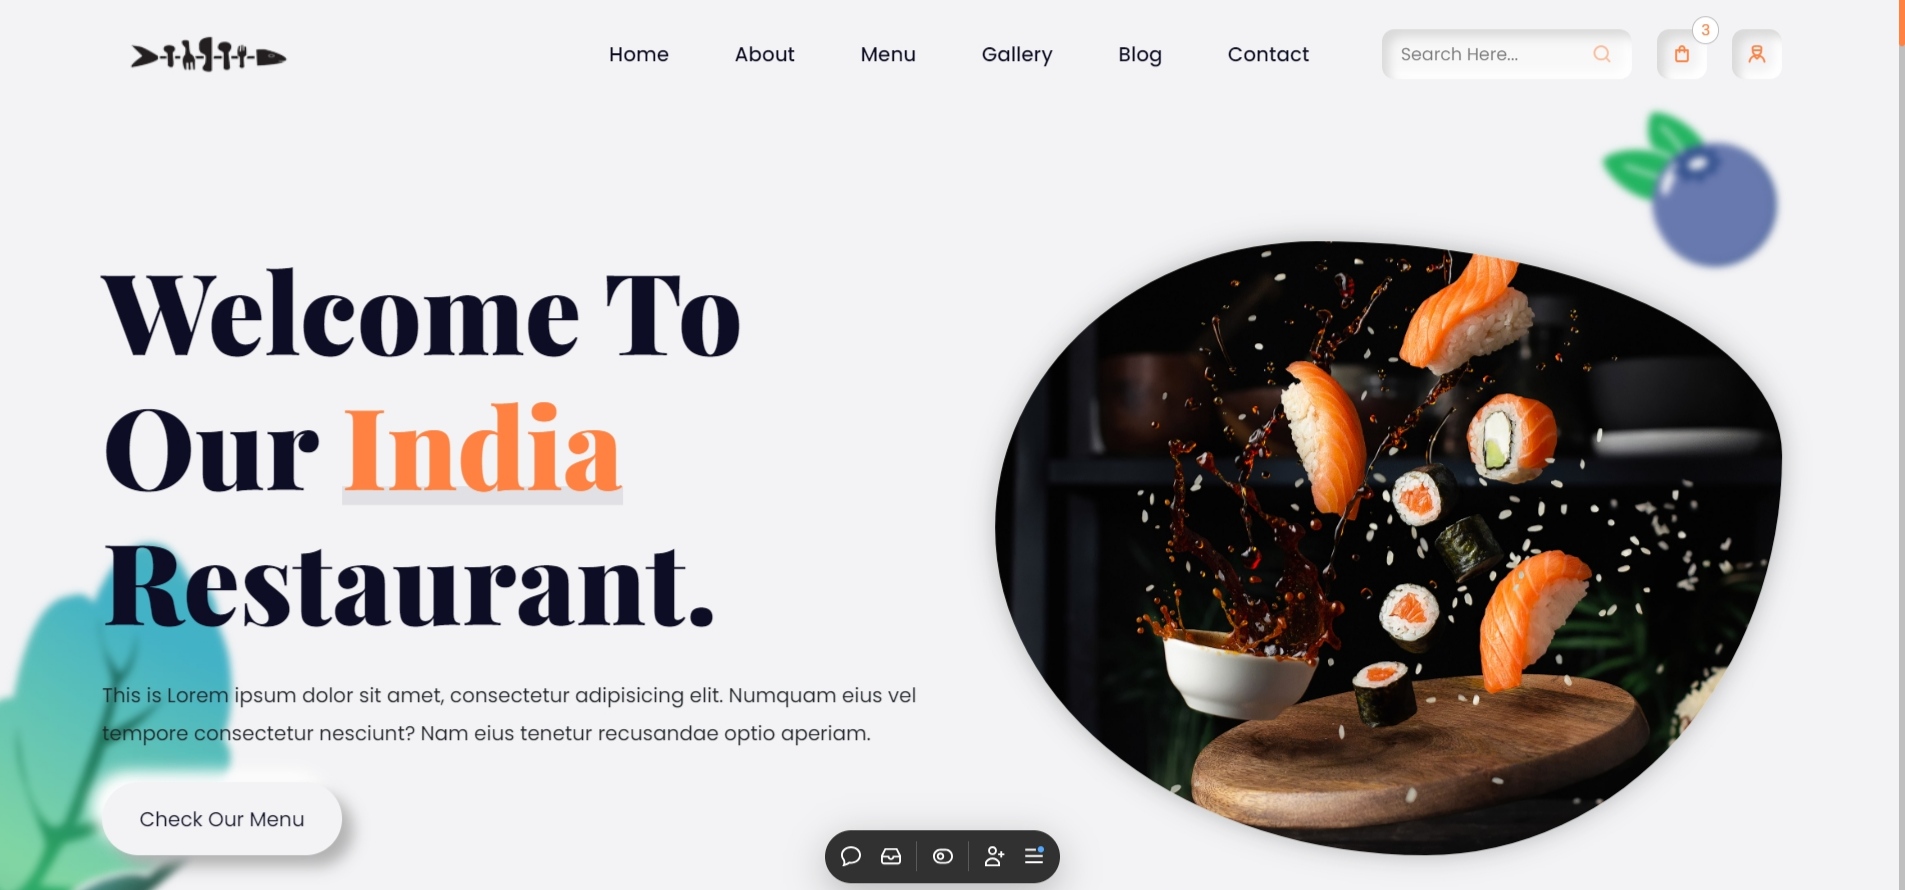 Home About Menu Gallery Blog Contact Search Here... 3
Welcome To
Our India
Restaurant.
This is Lorem ipsum dolor sit amet, consectetur adipisicing elit. Numquam eius vel
tempore consectetur nesciunt? Nam eius tenetur recusandae optio aperiam.
Check Our Menu